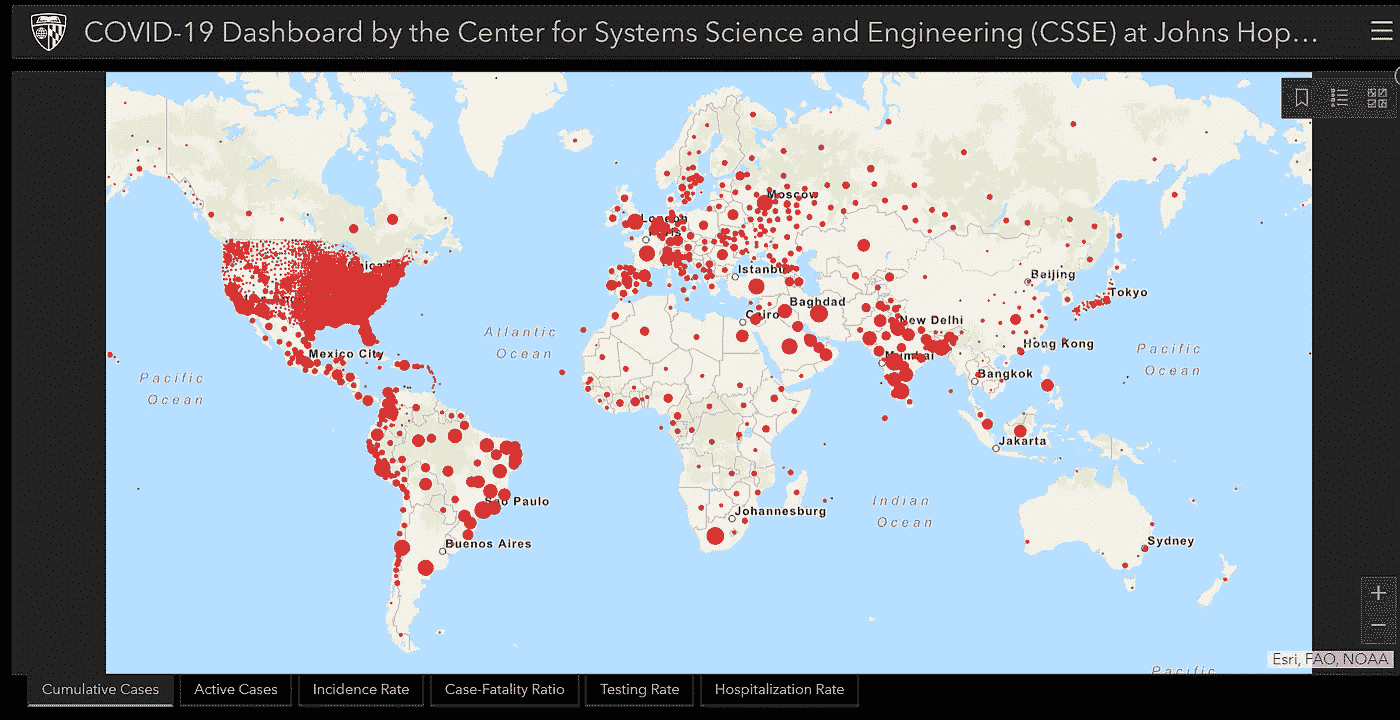 COVID-19 Dashboard by the Center for Systems Science and Engineering (CSSE) at Johns Hop...
Moscow
London
Paris
Istanbu
Beijing
Tokyo
Baghdad
Cairo
New Delhi
Atlantic
Ocean
Mexico City
Hong Kong
Mumbai
Pacific
Ocean
Pacific
Ocean
Bangkok
Jakarta
São Paulo
Indian
Ocean
Johannesburg
Buenos Aires
Sydney
Esri, FAO, NOAA
Pacific
Cumulative Cases
Active Cases
Incidence Rate
Case-Fatality Ratio
Testing Rate
Hospitalization Rate